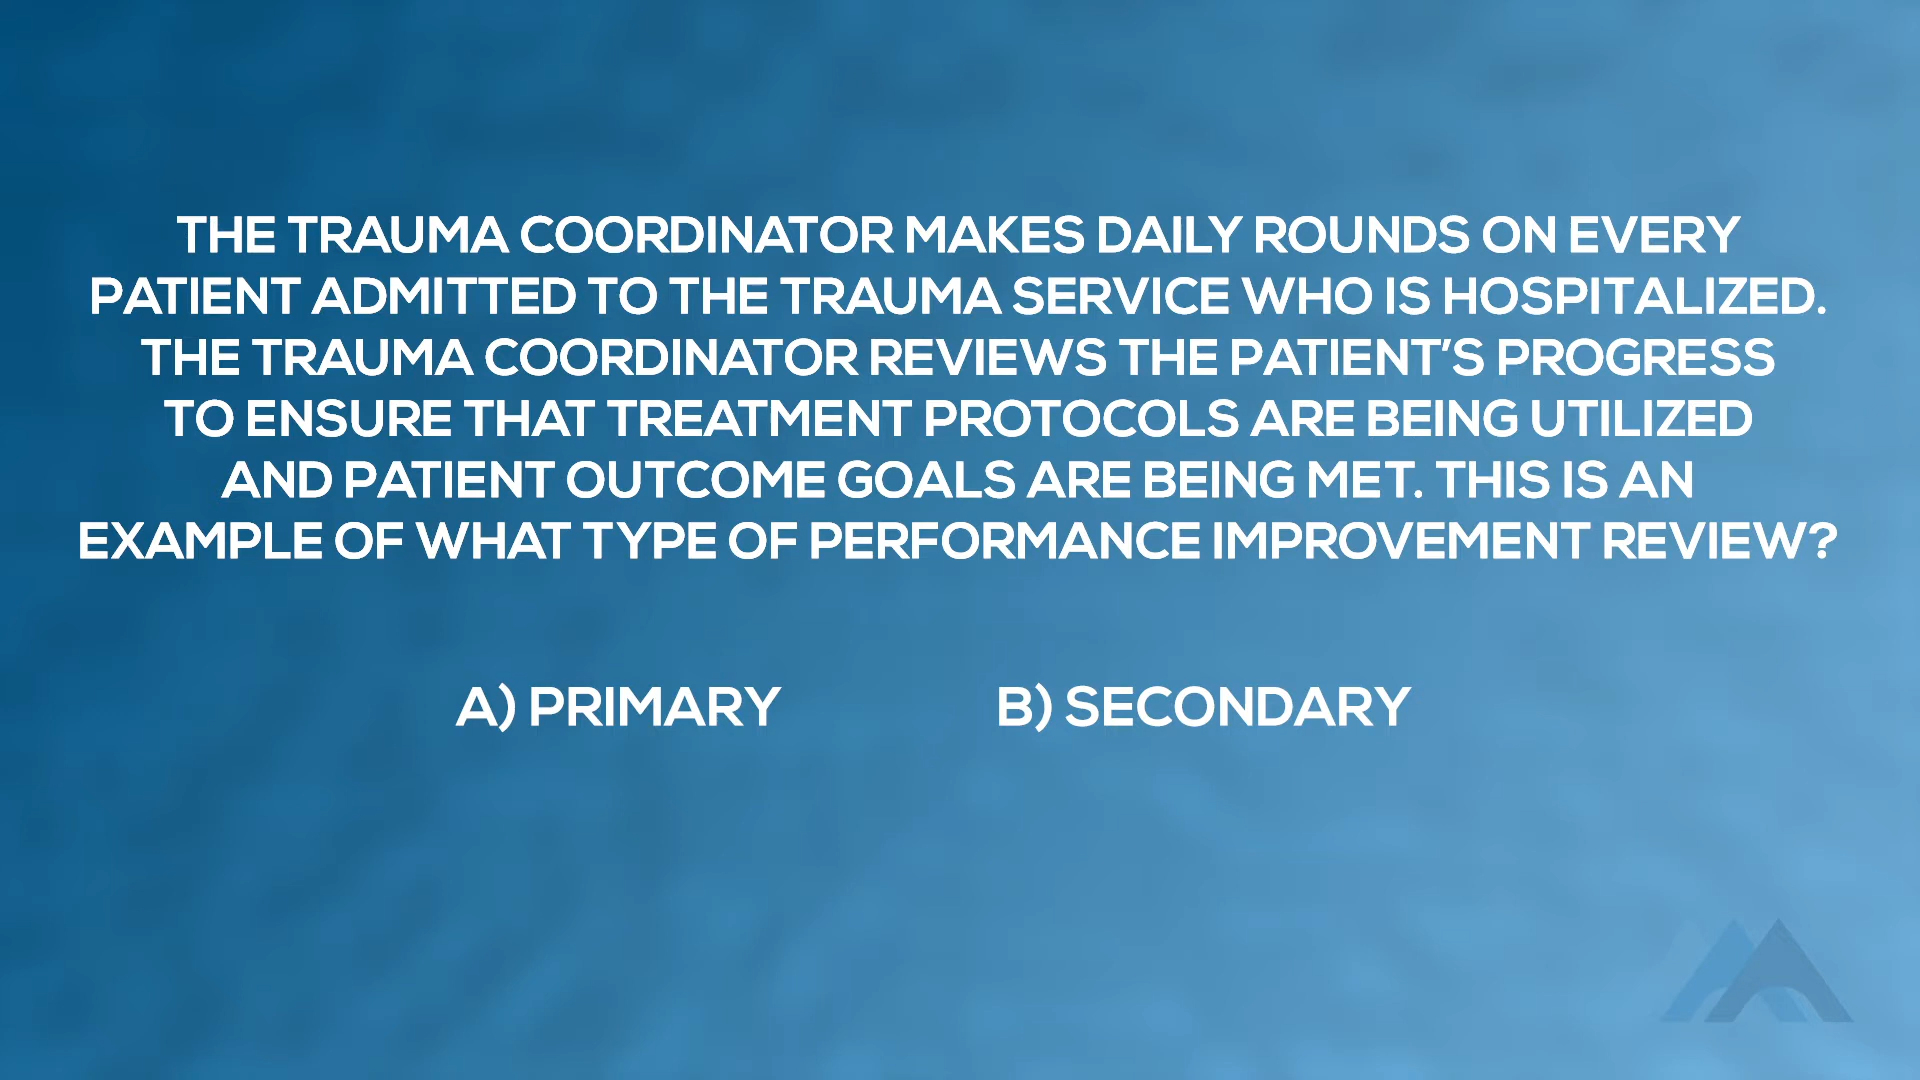 THE TRAUMA COORDINATOR MAKES DAILY ROUNDS ON EVERY
PATIENT ADMITTED TO THE TRAUMA SERVICE WHO IS HOSPITALIZED.
THE TRAUMA COORDINATOR REVIEWS THE PATIENT'S PROGRESS
TO ENSURE THAT TREATMENT PROTOCOLS ARE BEING UTILIZED
AND PATIENT OUTCOME GOALS ARE BEING MET. THIS IS AN
EXAMPLE OF WHAT TYPE OF PERFORMANCE IMPROVEMENT REVIEW?
A) PRIMARY B) SECONDARY